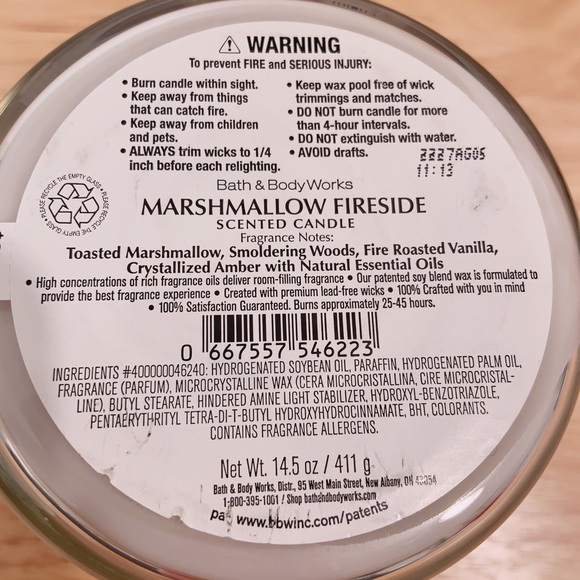 WARNING
To prevent FIRE and SERIOUS INJURY:
• Burn candle within sight.
• Keep away from things
that can catch fire.
• Keep away from children
and pets.
• ALWAYS trim wicks to 1/4
inch before each relighting.
• Keep wax pool free of wick
trimmings and matches.
• DO NOT burn candle for more
than 4-hour intervals.
• DO NOT extinguish with water.
• AVOID drafts.
2227AG05
11:13
PLEASE RECYCLE THE EMPTY GLASS • PLEASE RECYCLE THE EMPTY GLASS •
Bath & Body Works
MARSHMALLOW FIRESIDE
SCENTED CANDLE
Fragrance Notes:
Toasted Marshmallow, Smoldering Woods, Fire Roasted Vanilla,
Crystallized Amber with Natural Essential Oils
• High concentrations of rich fragrance oils deliver room-filling fragrance • Our patented soy blend wax is formulated to
provide the best fragrance experience • Created with premium lead-free wicks • 100% Crafted with you in mind
• 100% Satisfaction Guaranteed. Burns approximately 25-45 hours.
0 667557 546223
INGREDIENTS #400000046240: HYDROGENATED SOYBEAN OIL, PARAFFIN, HYDROGENATED PALM OIL,
FRAGRANCE (PARFUM), MICROCRYSTALLINE WAX (CERA MICROCRISTALLINA, CIRE MICROCRISTAL-
LINE), BUTYL STEARATE, HINDERED AMINE LIGHT STABILIZER, HYDROXYL-BENZOTRIAZOLE,
PENTAERYTHRITYL TETRA-DI-T-BUTYL HYDROXYHYDROCINNAMATE, BHT, COLORANTS.
CONTAINS FRAGRANCE ALLERGENS.
Net Wt. 14.5 oz / 411 g
Bath & Body Works, Distr., 95 West Main Street, New Albany, OH 43054
1-800-395-1001 / Shop bathandbodyworks.com
www.bbwinc.com/patents